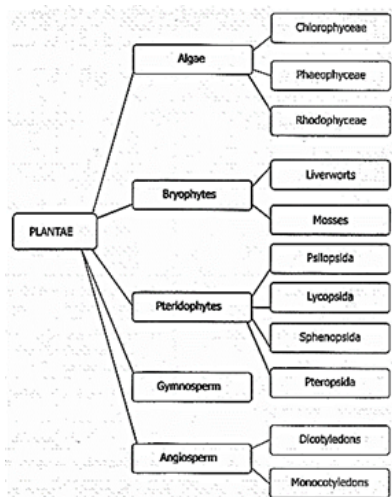 PLANTAE
Algae
Chlorophyceae
Phaeophyceae
Rhodophyceae
Bryophytes
Liverworts
Mosses
Pteridophytes
Psilopsida
Lycopsida
Sphenopsida
Pteropsida
Gymnosperm
Angiosperm
Dicotyledons
Monocotyledons